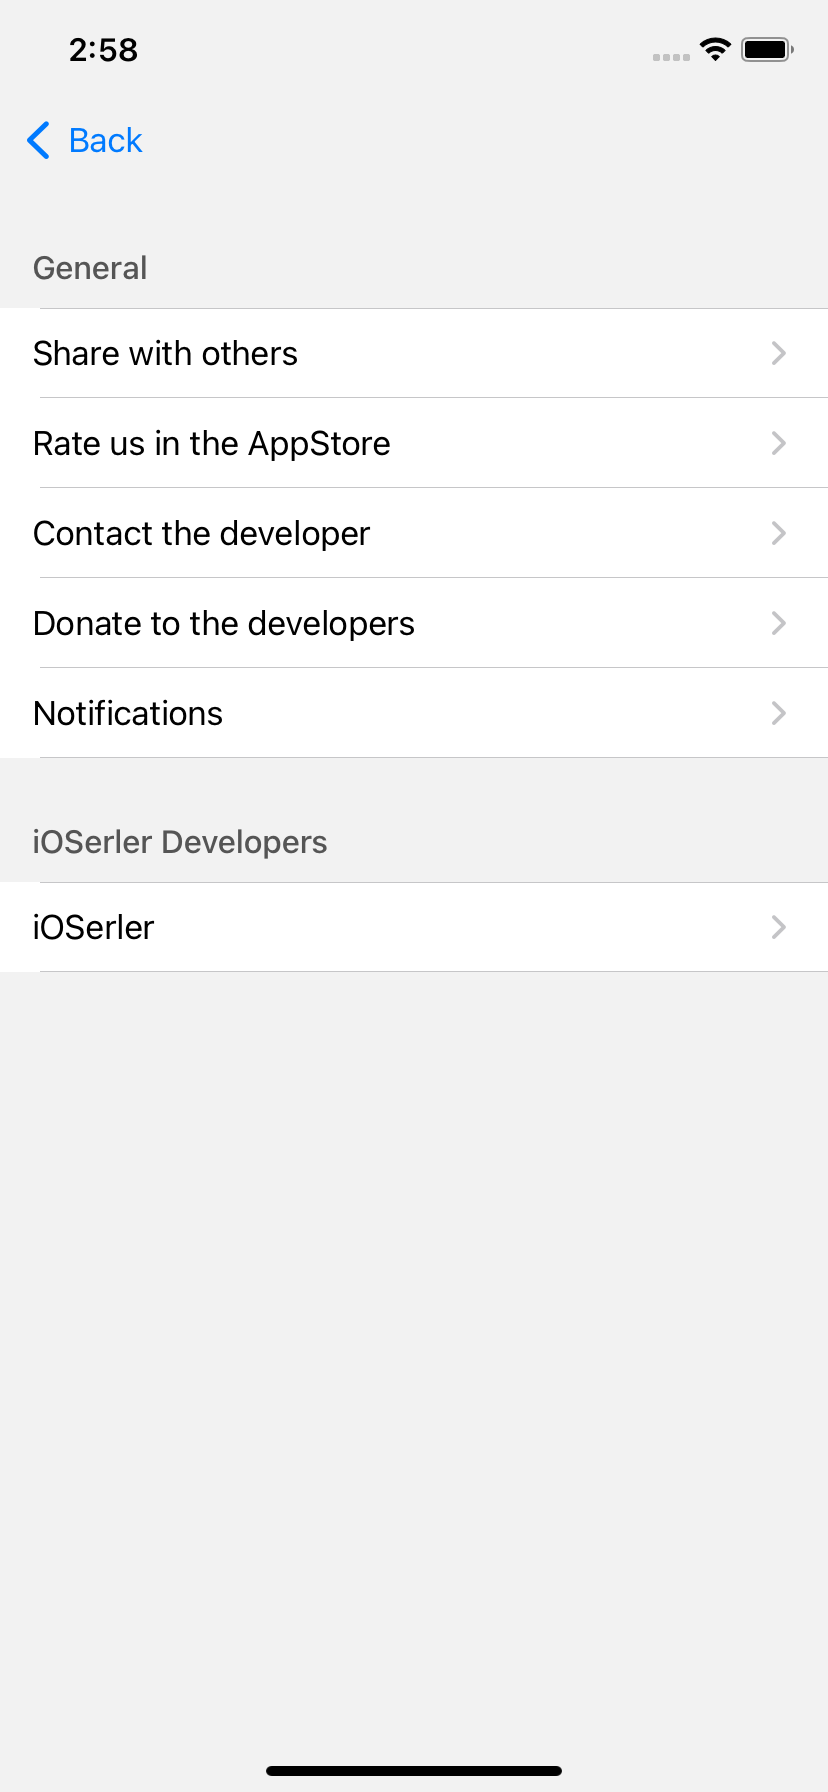 2:58
Back
General
Share with others
Rate us in the AppStore
Contact the developer
Donate to the developers
Notifications
iOSerler Developers
iOSerler